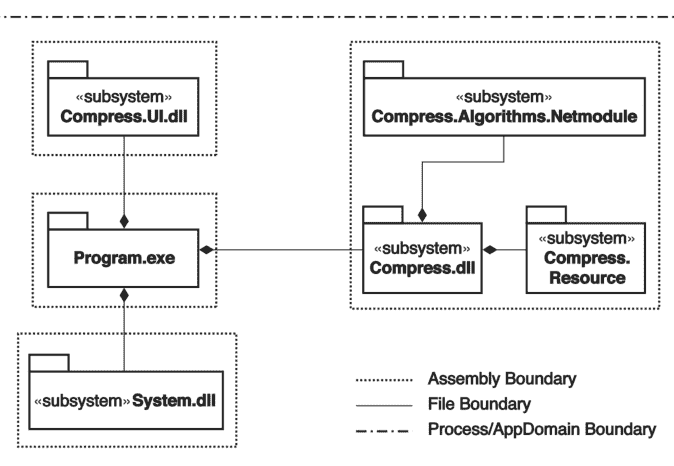 «subsystem»
Compress.UI.dll
«subsystem»
Compress.Algorithms.Netmodule
Program.exe
«subsystem»
Compress.dll
«subsystem»
Compress.
Resource
«subsystem» System.dll
Assembly Boundary
File Boundary
Process/AppDomain Boundary